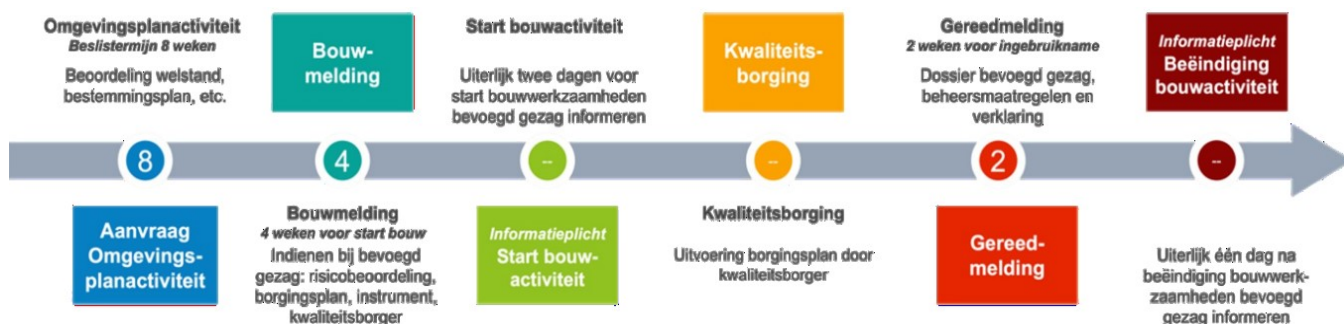 Omgevingsplanactiviteit
Beslistermijn 8 weken
Beoordeling welstand,
bestemmingsplan, etc.
8
Aanvraag
Omgevings-
planactiviteit
Bouw-
melding
4
Bouwmelding
4 weken voor start bouw
Indienen bij bevoegd
gezag: risicobeoordeling,
borgingsplan, instrument,
kwaliteitsborger
Start bouwactiviteit
Uiterlijk twee dagen voor
start bouwwerkzaamheden
bevoegd gezag informeren
--
Informatieplicht
Start bouw-
activiteit
Kwaliteits-
borging
--
Kwaliteitsborging
Uitvoering borgingsplan door
kwaliteitsborger
Gereedmelding
2 weken voor ingebruikname
Dossier bevoegd gezag,
beheersmaatregelen en
verklaring
2
Gereed-
melding
Informatieplicht
Beëindiging
bouwactiviteit
--
Uiterlijk één dag na
beëindiging bouwwerk-
zaamheden bevoegd
gezag informeren